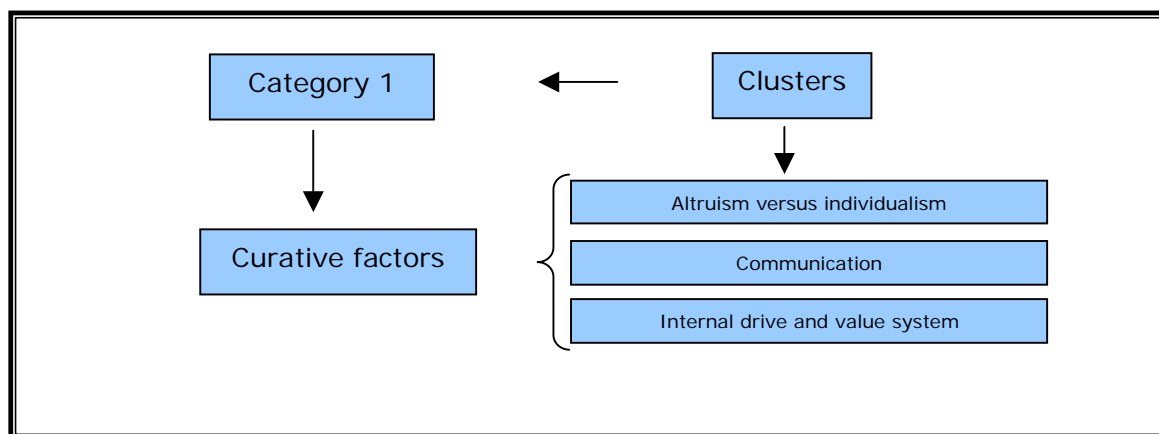 Category 1
Clusters
Altruism versus individualism
Curative factors
Communication
Internal drive and value system